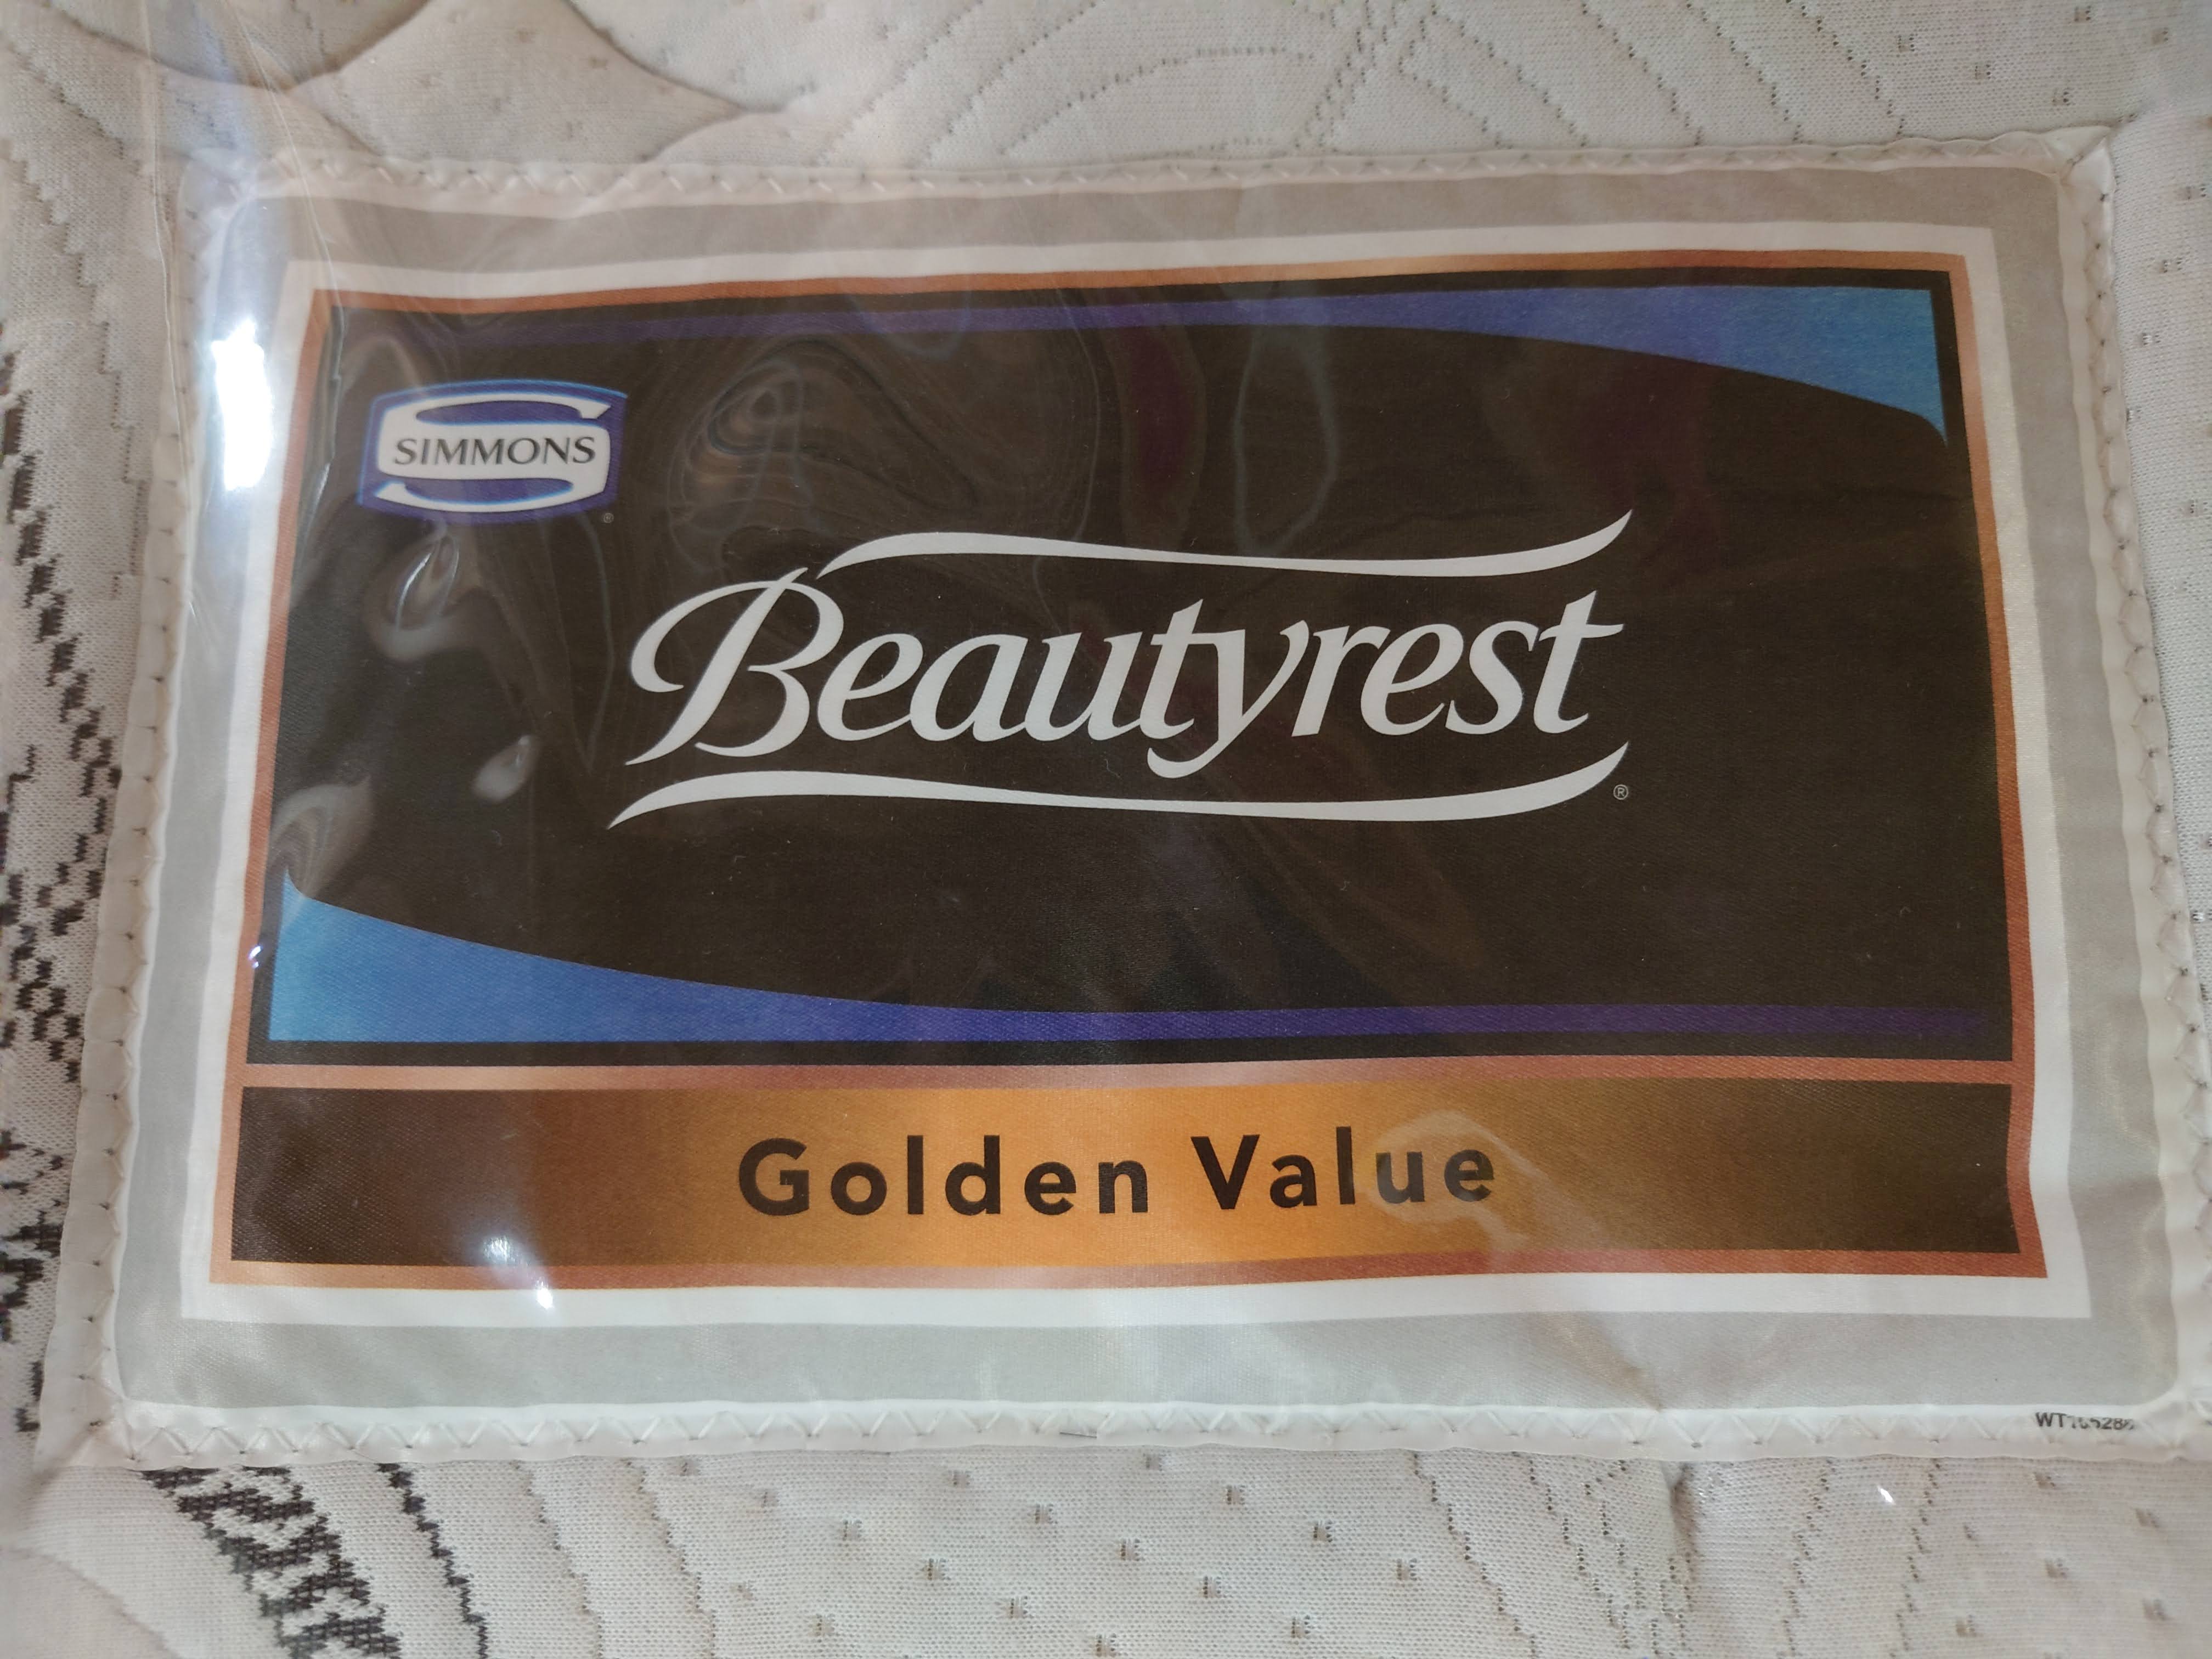 SIMMONS
®
Beautyrest
®
Golden Value